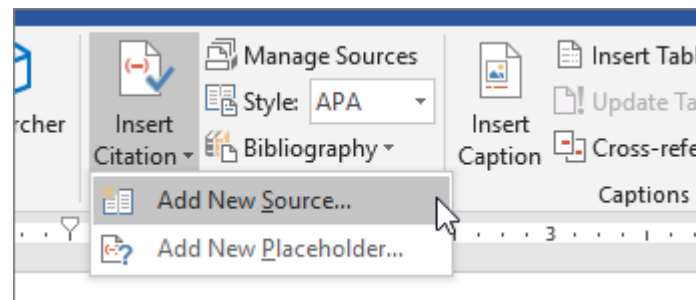 rcher
Insert
Citation
Manage Sources
Style: APA
Bibliography
Insert
Caption
Insert Tabl
Update Ta
Cross-refe
Captions
Add New Source...
Add New Placeholder...
3